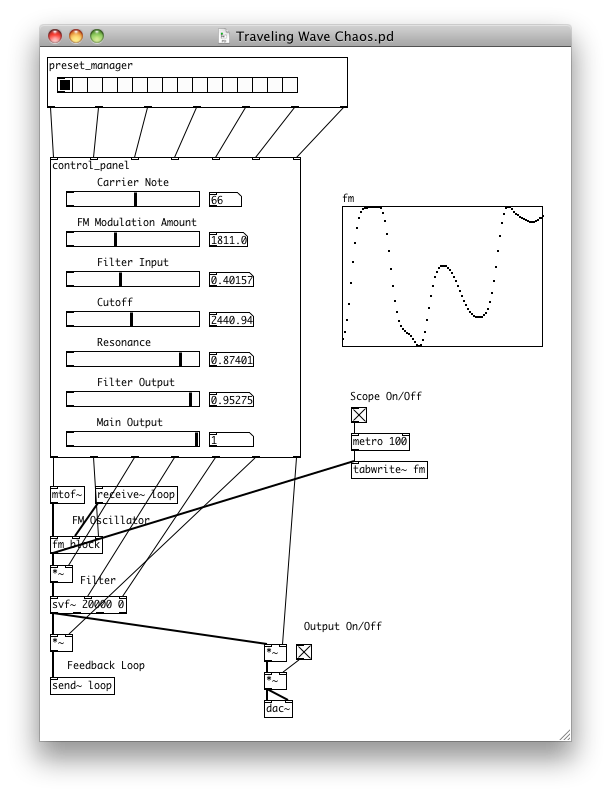 Traveling Wave Chaos.pd
preset_manager
control_panel
Carrier Note
66
FM Modulation Amount
1811.0
Filter Input
0.40157
Cutoff
2440.94
Resonance
0.87401
Filter Output
0.95275
Main Output
1
fm
Scope On/Off
metro 100
tabwrite~ fm
mtof~
receive~ loop
FM Oscillator
fm_block
*~
Filter
svf~ 20000 0
*~
Feedback Loop
send~ loop
Output On/Off
*~
*~
dac~